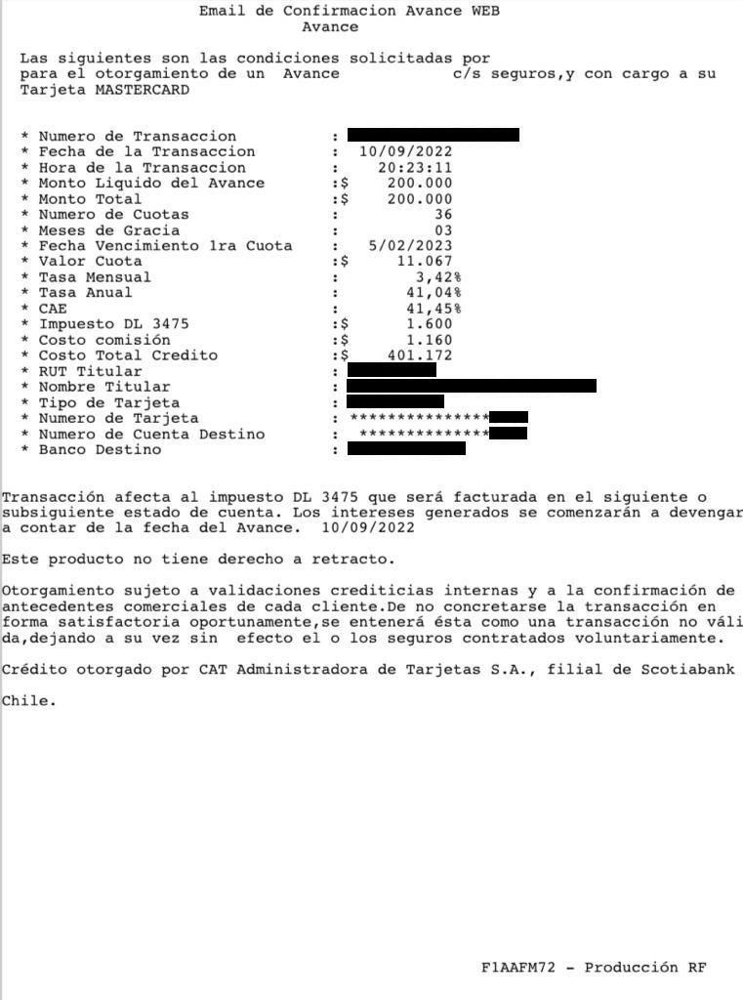 Email de Confirmacion Avance WEB
Avance
Las siguientes son las condiciones solicitadas por
para el otorgamiento de un Avance c/s seguros,y con cargo a su
Tarjeta MASTERCARD
* Numero de Transaccion :
* Fecha de la Transaccion : 10/09/2022
* Hora de la Transaccion : 20:23:11
* Monto Liquido del Avance :$ 200.000
* Monto Total :$ 200.000
* Numero de Cuotas : 36
* Meses de Gracia : 03
* Fecha Vencimiento 1ra Cuota : 5/02/2023
* Valor Cuota :$ 11.067
* Tasa Mensual : 3,42%
* Tasa Anual : 41,04%
* CAE : 41,45%
* Impuesto DL 3475 :$ 1.600
* Costo comisión :$ 1.160
* Costo Total Credito :$ 401.172
* RUT Titular :
* Nombre Titular :
* Tipo de Tarjeta :
* Numero de Tarjeta : ***************
* Numero de Cuenta Destino : **************
* Banco Destino :
Transacción afecta al impuesto DL 3475 que será facturada en el siguiente o
subsiguiente estado de cuenta. Los intereses generados se comenzarán a devengar
a contar de la fecha del Avance. 10/09/2022
Este producto no tiene derecho a retracto.
Otorgamiento sujeto a validaciones crediticias internas y a la confirmación de
antecedentes comerciales de cada cliente.De no concretarse la transacción en
forma satisfactoria oportunamente,se entenerá ésta como una transacción no váli
da,dejando a su vez sin efecto el o los seguros contratados voluntariamente.
Crédito otorgado por CAT Administradora de Tarjetas S.A., filial de Scotiabank
Chile.
F1AAFM72 - Producción RF